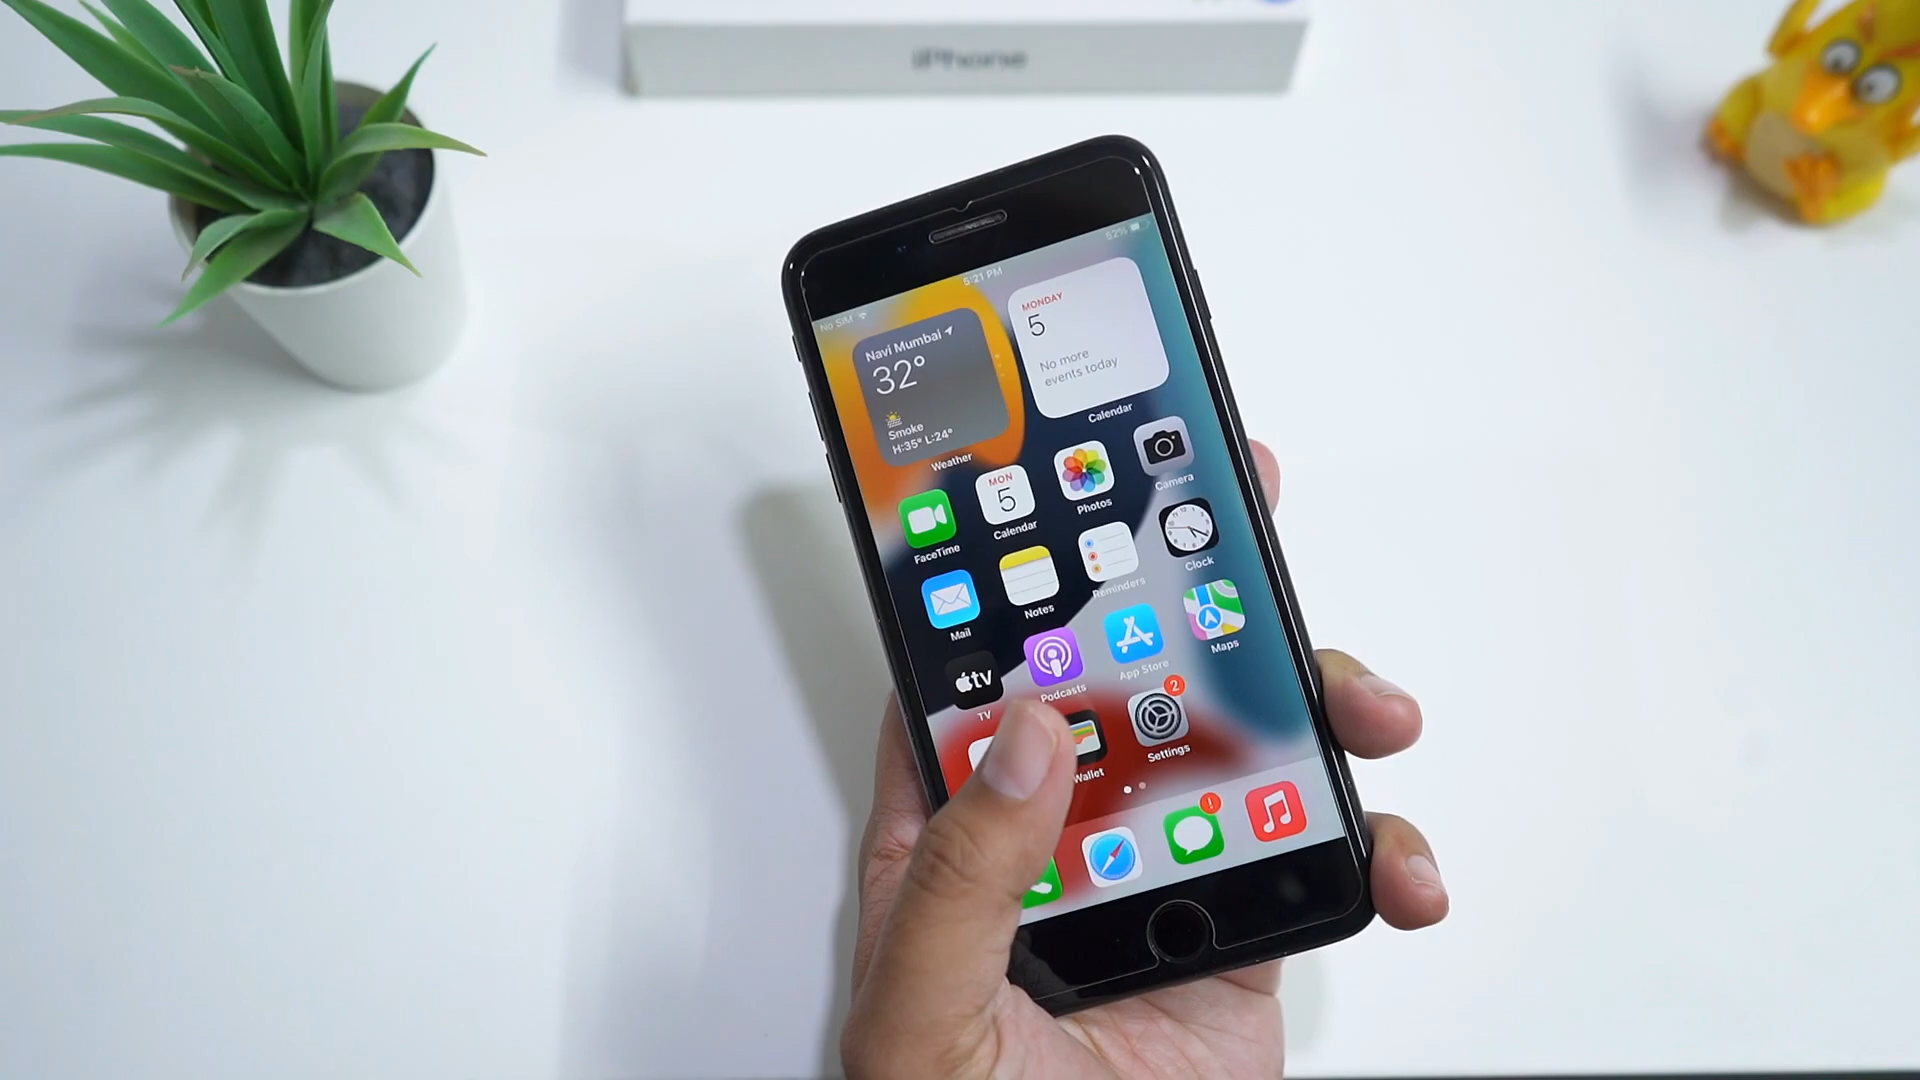 iPhone
No SIM
5:21 PM
52%
Navi Mumbai
32°
Smoke
H:35° L:24°
Weather
MONDAY
5
No more
events today
Calendar
FaceTime
MON
5
Calendar
Photos
Camera
Mail
Notes
Reminders
Clock
tv
TV
Podcasts
App Store
Maps
Wallet
2
Settings
!